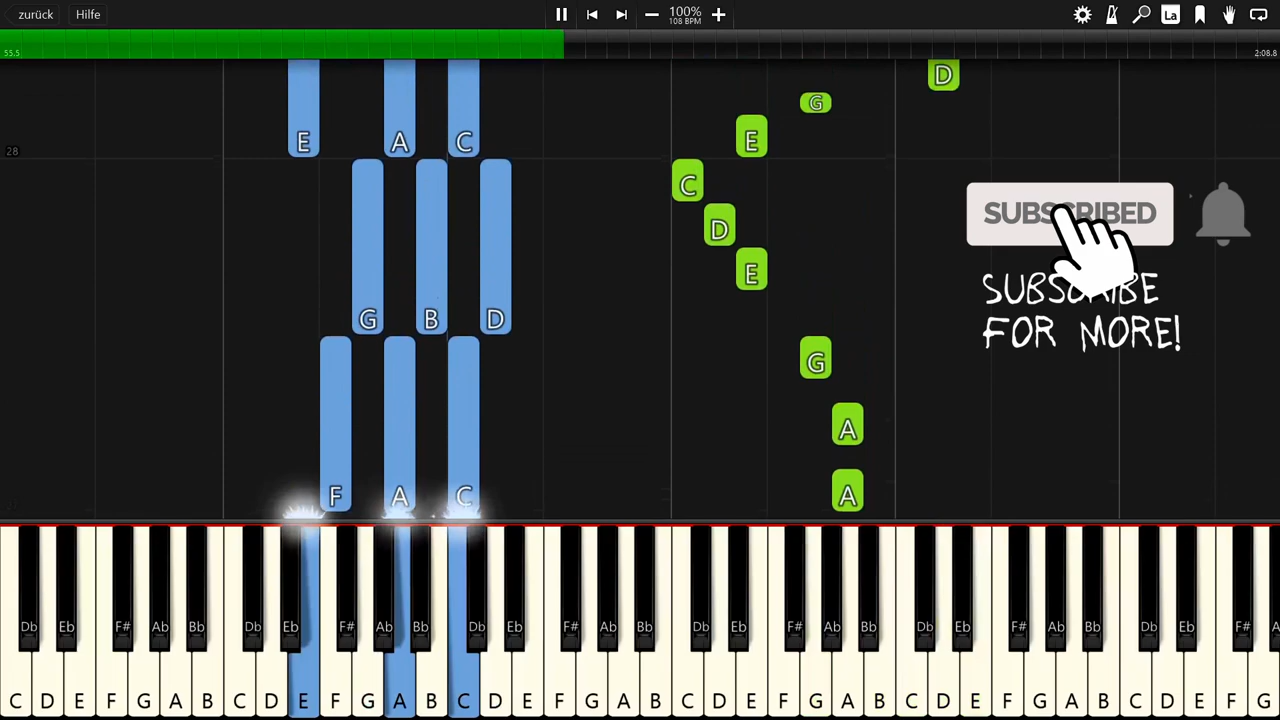 zurück Hilfe 100% La
108 BPM
55.5 2:08.8
D
G
E A C E
28
C
D
E
G B D
G
A
F A C A
SUBSCRIBED
SUBSCRIBE
FOR MORE!
Db Eb F# Ab Bb Db Eb F# Ab Bb Db Eb F# Ab Bb Db Eb F# Ab Bb Db Eb F# Ab Bb Db Eb F#
C D E F G A B C D E F G A B C D E F G A B C D E F G A B C D E F G A B C D E F G